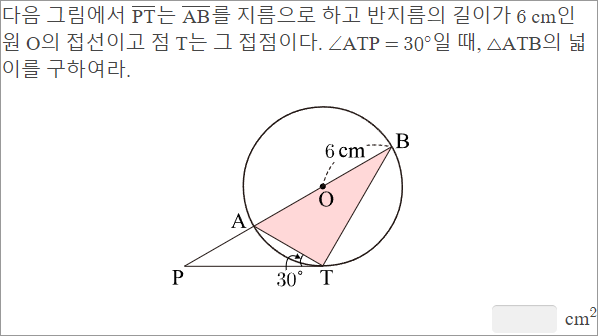 다음 그림에서 PT는 AB를 지름으로 하고 반지름의 길이가 6 cm인
원 O의 접선이고 점 T는 그 접점이다. ∠ATP = 30°일 때, △ATB의 넓
이를 구하여라.
B
6 cm
O
A
P
30°
T
cm²